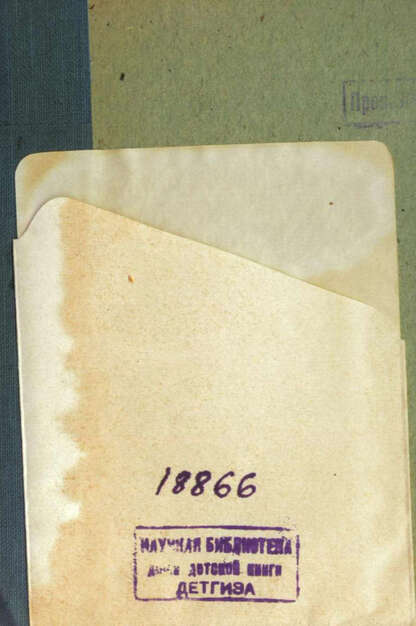 18866
НАУЧНАЯ БИБЛИОТЕКА
детской книги
ДЕТГИЗА